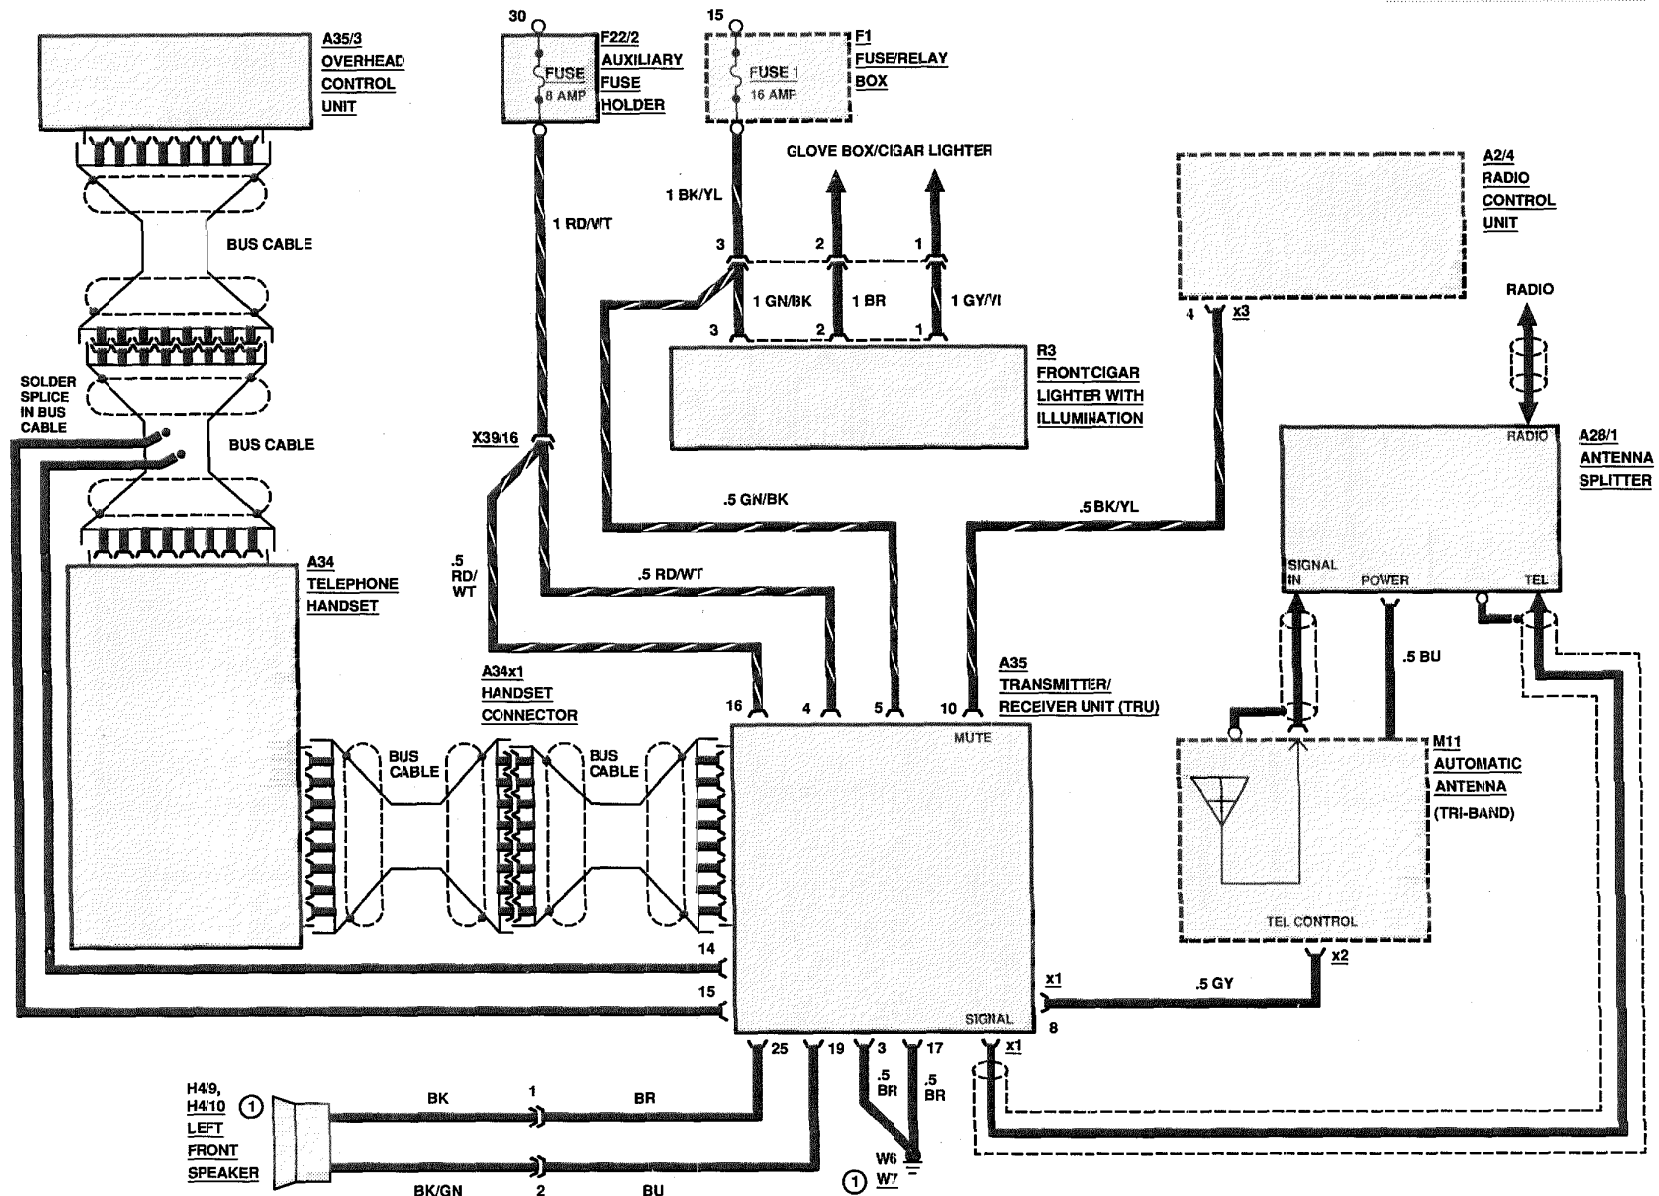 A35/3
OVERHEAD
CONTROL
UNIT
30
F22/2
AUXILIARY
FUSE
HOLDER
FUSE
8 AMP
15
F1
FUSE/RELAY
BOX
FUSE 1
16 AMP
GLOVE BOX/CIGAR LIGHTER
1 BK/YL
1 RD/WT
3
2
1
1 GN/BK
1 BR
1 GY/VI
3
2
1
R3
FRONT CIGAR
LIGHTER WITH
ILLUMINATION
A2/4
RADIO
CONTROL
UNIT
4
x3
RADIO
BUS CABLE
SOLDER
SPLICE
IN BUS
CABLE
BUS CABLE
X39/16
.5 GN/BK
.5 BK/YL
RADIO
A28/1
ANTENNA
SPLITTER
SIGNAL
IN
POWER
TEL
A34
TELEPHONE
HANDSET
.5
RD/
WT
.5 RD/WT
.5 BU
A34x1
HANDSET
CONNECTOR
A35
TRANSMITTER/
RECEIVER UNIT (TRU)
16
4
5
10
MUTE
BUS
CABLE
BUS
CABLE
M11
AUTOMATIC
ANTENNA
(TRI-BAND)
TEL CONTROL
x2
14
15
x1
8
.5 GY
SIGNAL
25
19
3
17
x1
.5
BR
.5
BR
H4/9,
H4/10
LEFT
FRONT
SPEAKER
1
BK
1
BR
BK/GN
2
BU
W6
W7
1